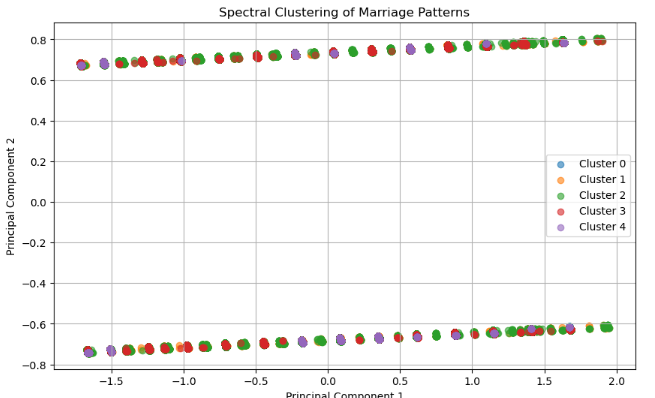 Spectral Clustering of Marriage Patterns
Principal Component 2
0.8
0.6
0.4
0.2
0.0
−0.2
−0.4
−0.6
−0.8
Cluster 0
Cluster 1
Cluster 2
Cluster 3
Cluster 4
−1.5 −1.0 −0.5 0.0 0.5 1.0 1.5 2.0
Principal Component 1